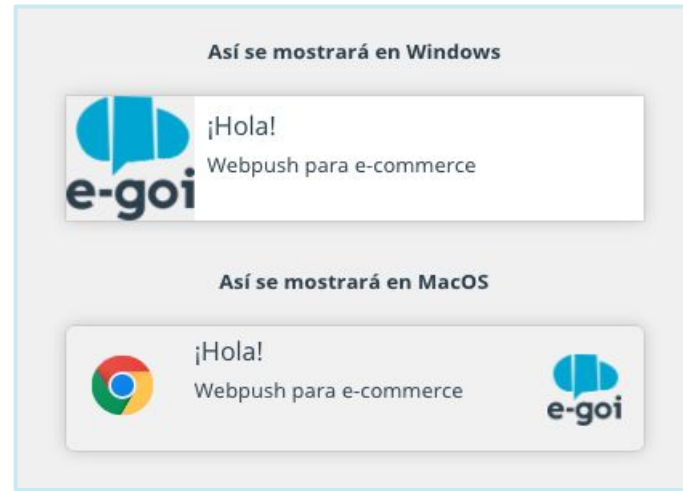 Así se mostrará en Windows
¡Hola!
Webpush para e-commerce
e-goi
Así se mostrará en MacOS
¡Hola!
Webpush para e-commerce
e-goi